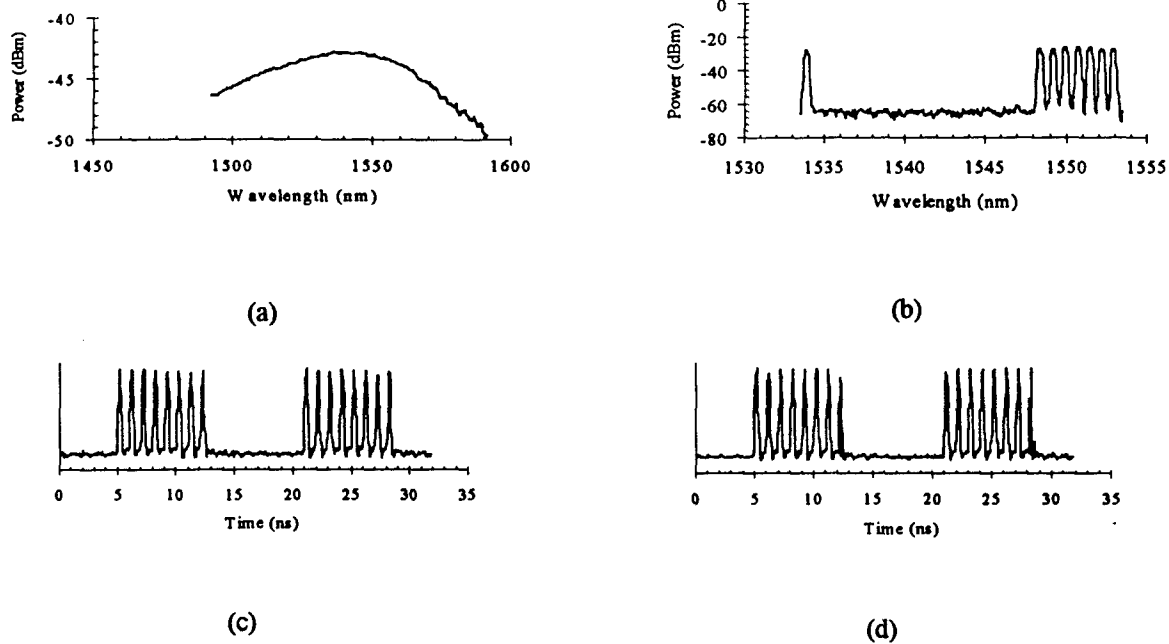 -40
-45
-50
Power (dBm)
1450 1500 1550 1600
Wavelength (nm)
(a)
0
-20
-40
-60
-80
Power (dBm)
1530 1535 1540 1545 1550 1555
Wavelength (nm)
(b)
0 5 10 15 20 25 30 35
Time (ns)
(c)
0 5 10 15 20 25 30 35
Time (ns)
(d)